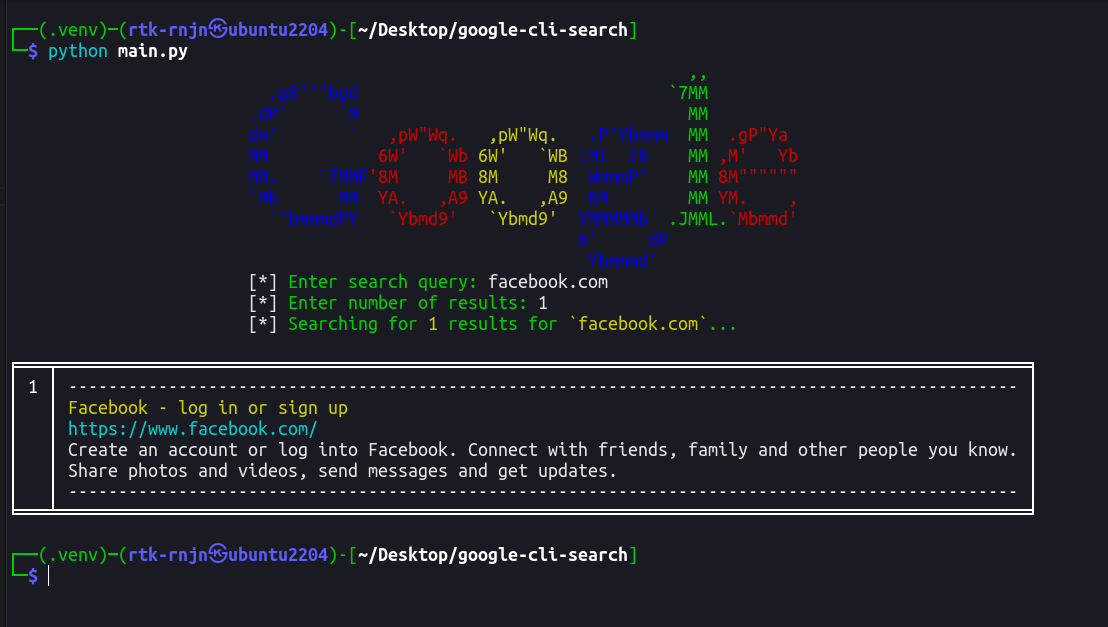 ┌──(.venv)─(rtk-rnjn㉿ubuntu2204)-[~/Desktop/google-cli-search]
└─$ python main.py
                                            ,,
  .g8"""bgd                               `7MM
.dP'     `M                                 MM
dm'       `   ,pW"Wq.   ,pW"Wq.  .P"Ybmmm  MM  .gP"Ya
MM           6W'   `Wb 6W'   `WB :MI  I8    MM ,M'   Yb
MM.    `7MMF'8M     MB 8M     M8  WmmmP"    MM 8M""""""
`Mb      MM  YA.   ,A9 YA.   ,A9  8M        MM YM.    ,
  `"bmmmdPY   `Ybmd9'   `Ybmd9'  YMMMMMb  .JMML.`Mbmmd'
                                 6'     dP
                                 Ybmmmd'
[*] Enter search query: facebook.com
[*] Enter number of results: 1
[*] Searching for 1 results for `facebook.com`...
1
-----------------------------------------------------------------------------------------------
Facebook - log in or sign up
https://www.facebook.com/
Create an account or log into Facebook. Connect with friends, family and other people you know.
Share photos and videos, send messages and get updates.
-----------------------------------------------------------------------------------------------
┌──(.venv)─(rtk-rnjn㉿ubuntu2204)-[~/Desktop/google-cli-search]
└─$